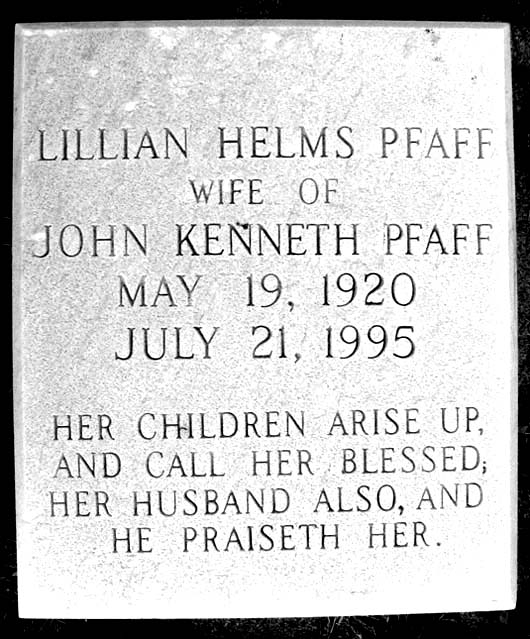 LILLIAN HELMS PFAFF
WIFE OF
JOHN KENNETH PFAFF
MAY 19, 1920
JULY 21, 1995
HER CHILDREN ARISE UP,
AND CALL HER BLESSED;
HER HUSBAND ALSO, AND
HE PRAISETH HER.